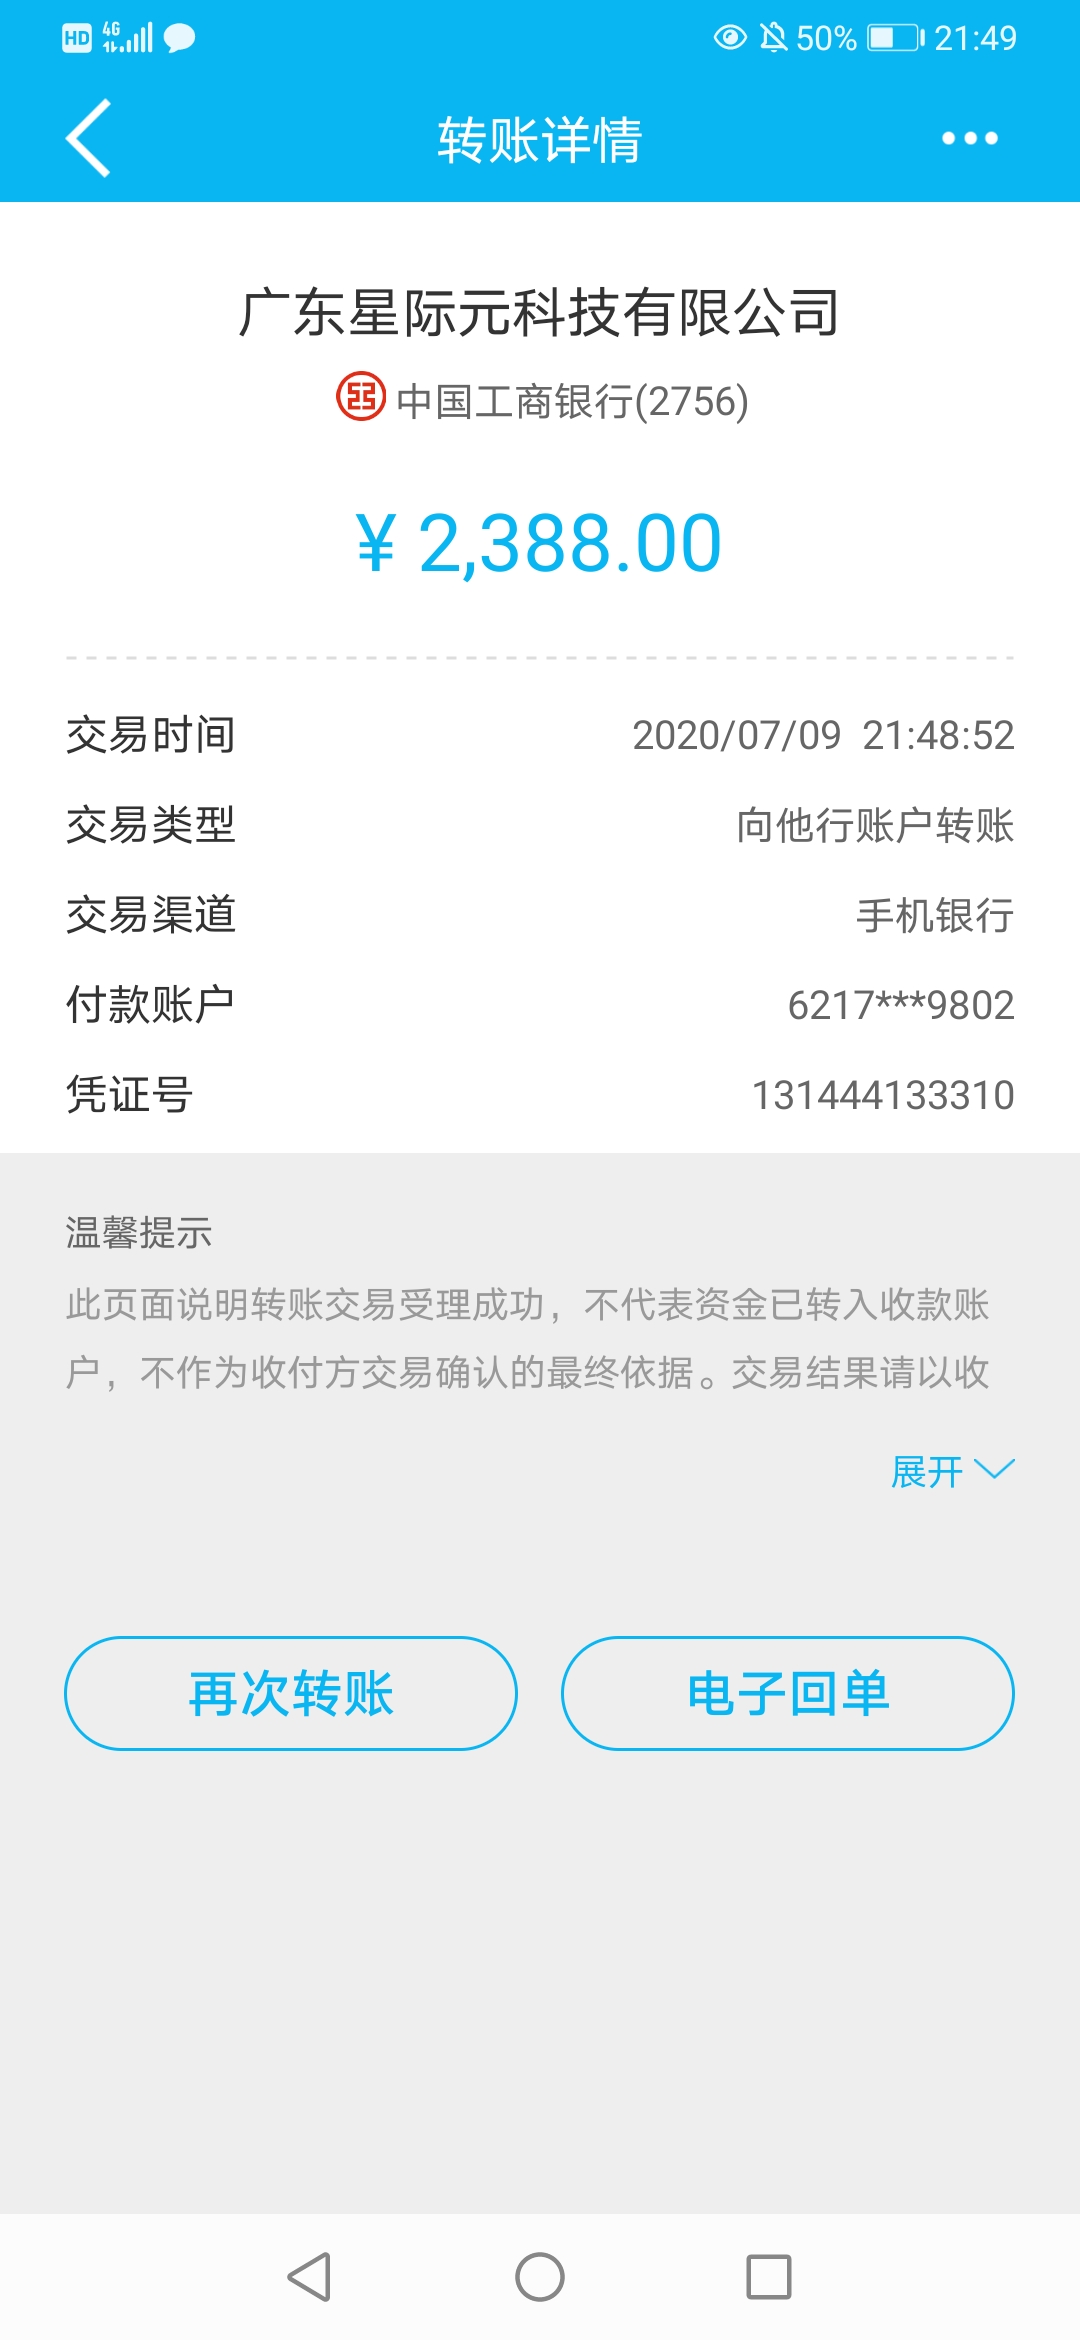 HD 4G 50% 21:49
转账详情
广东星际元科技有限公司
中国工商银行(2756)
¥ 2,388.00
交易时间 2020/07/09 21:48:52
交易类型 向他行账户转账
交易渠道 手机银行
付款账户 6217***9802
凭证号 131444133310
温馨提示
此页面说明转账交易受理成功，不代表资金已转入收款账
户，不作为收付方交易确认的最终依据。交易结果请以收
展开
再次转账 电子回单